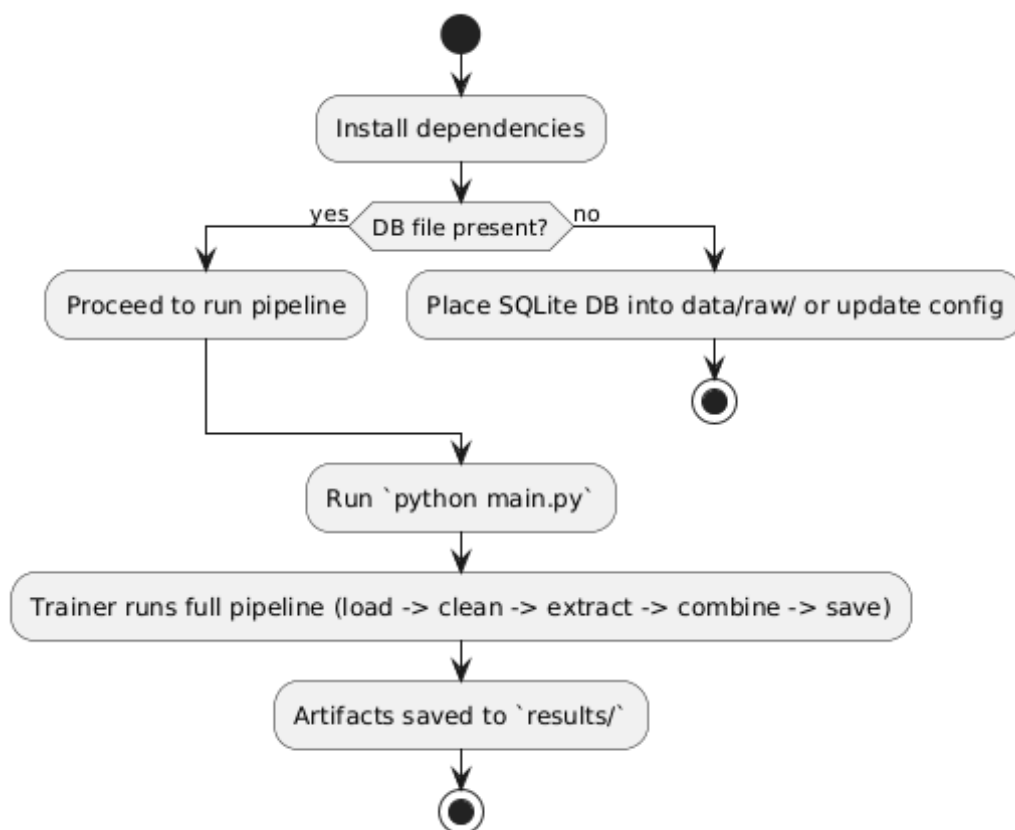 Install dependencies
yes
DB file present?
no
Proceed to run pipeline
Place SQLite DB into data/raw/ or update config
Run `python main.py`
Trainer runs full pipeline (load -> clean -> extract -> combine -> save)
Artifacts saved to `results/`